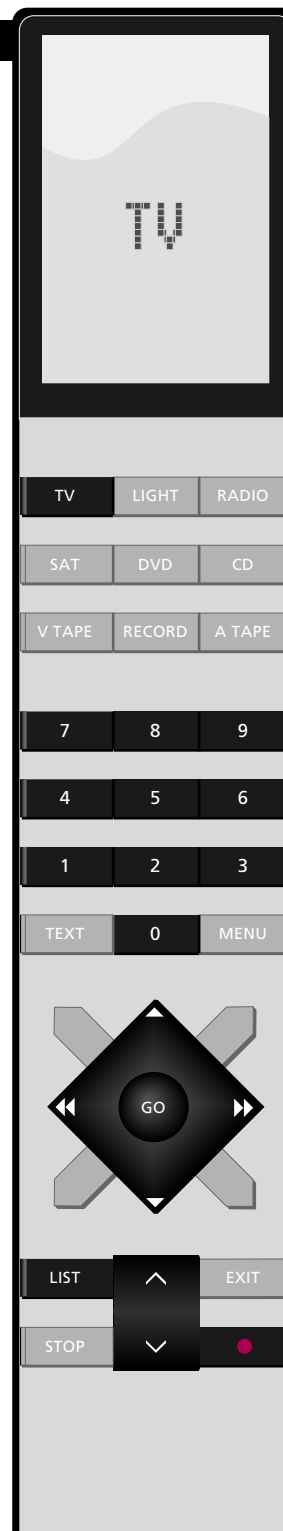 TV
TV LIGHT RADIO
SAT DVD CD
V TAPE RECORD A TAPE
7 8 9
4 5 6
1 2 3
TEXT 0 MENU
GO
LIST EXIT
STOP